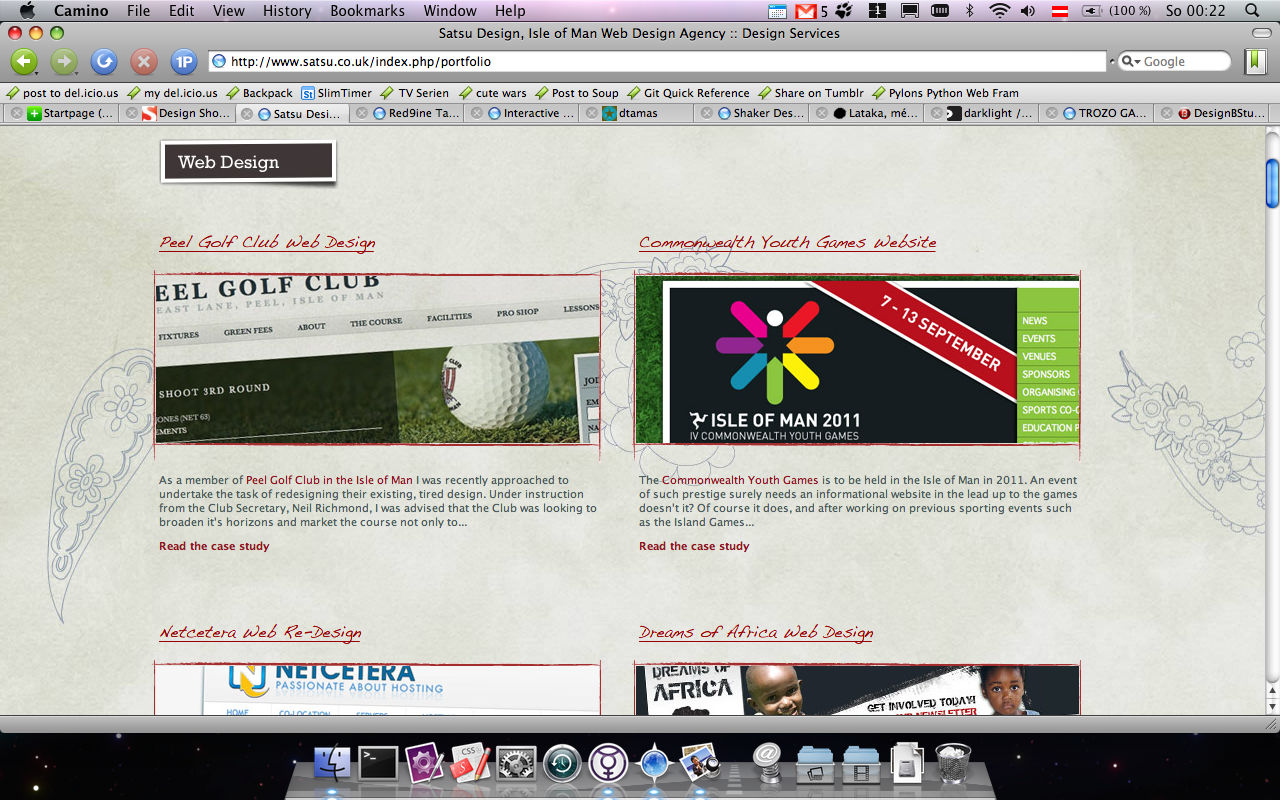 Camino File Edit View History Bookmarks Window Help 5 1 (100 %) So 00:22
Satsu Design, Isle of Man Web Design Agency :: Design Services
1P http://www.satsu.co.uk/index.php/portfolio Google
post to del.icio.us my del.icio.us Backpack St SlimTimer TV Serien cute wars Post to Soup Git Quick Reference Share on Tumblr Pylons Python Web Fram
Startpage (... Design Sho... Satsu Desi... Red9ine Ta... Interactive ... dtamas Shaker Des... Lataka, mé... darklight /... TROZO GA... DesignBStu...
Web Design
Peel Golf Club Web Design
EEL GOLF CLUB
EAST LANE, PEEL, ISLE OF MAN
FIXTURES GREEN FEES ABOUT THE COURSE FACILITIES PRO SHOP LESSONS
SHOOT 3RD ROUND
JONES (NET 63)
EMENTS
As a member of Peel Golf Club in the Isle of Man I was recently approached to
undertake the task of redesigning their existing, tired design. Under instruction
from the Club Secretary, Neil Richmond, I was advised that the Club was looking to
broaden it's horizons and market the course not only to...
Read the case study
Commonwealth Youth Games Website
7 - 13 SEPTEMBER
ISLE OF MAN 2011
IV COMMONWEALTH YOUTH GAMES
NEWS
EVENTS
VENUES
SPONSORS
ORGANISING
SPORTS CO-O
EDUCATION P
The Commonwealth Youth Games is to be held in the Isle of Man in 2011. An event
of such prestige surely needs an informational website in the lead up to the games
doesn't it? Of course it does, and after working on previous sporting events such
as the Island Games...
Read the case study
Netcetera Web Re-Design
NETCETERA
PASSIONATE ABOUT HOSTING
HOME CO-LOCATION SERVERS
Dreams of Africa Web Design
DREAMS OF
AFRICA
GET INVOLVED TODAY!
NEWSLETTER
CSS